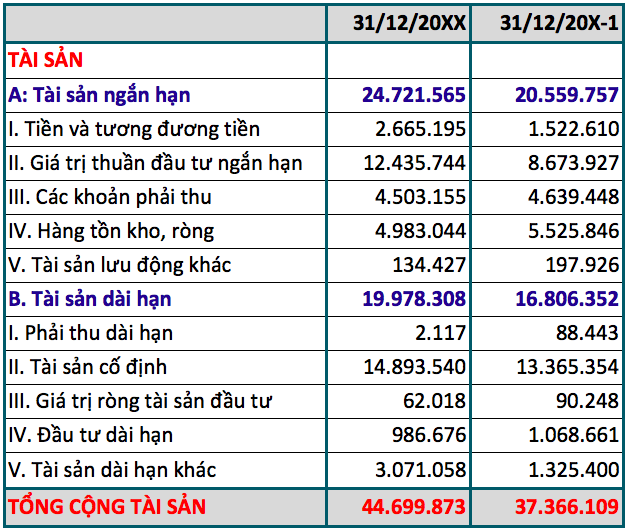 31/12/20XX 31/12/20X-1
TÀI SẢN
A: Tài sản ngắn hạn 24.721.565 20.559.757
I. Tiền và tương đương tiền 2.665.195 1.522.610
II. Giá trị thuần đầu tư ngắn hạn 12.435.744 8.673.927
III. Các khoản phải thu 4.503.155 4.639.448
IV. Hàng tồn kho, ròng 4.983.044 5.525.846
V. Tài sản lưu động khác 134.427 197.926
B. Tài sản dài hạn 19.978.308 16.806.352
I. Phải thu dài hạn 2.117 88.443
II. Tài sản cố định 14.893.540 13.365.354
III. Giá trị ròng tài sản đầu tư 62.018 90.248
IV. Đầu tư dài hạn 986.676 1.068.661
V. Tài sản dài hạn khác 3.071.058 1.325.400
TỔNG CỘNG TÀI SẢN 44.699.873 37.366.109